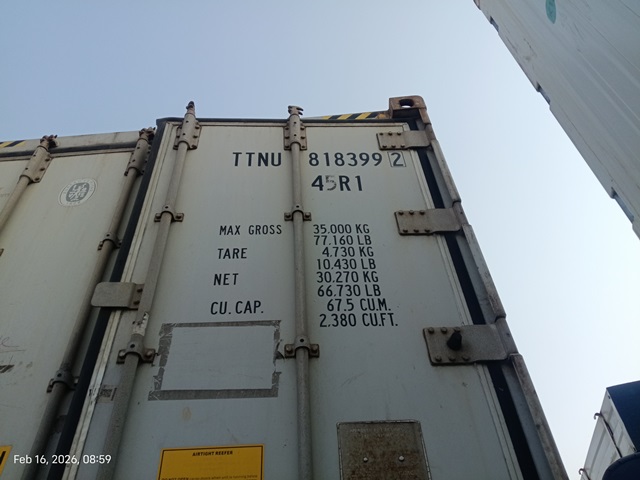 TTNU 818399 2
45R1
MAX GROSS 35.000 KG
77.160 LB
TARE 4.730 KG
10.430 LB
NET 30.270 KG
66.730 LB
CU. CAP. 67.5 CU.M.
2.380 CU.FT.
AIRTIGHT REEFER
Feb 16, 2026, 08:59